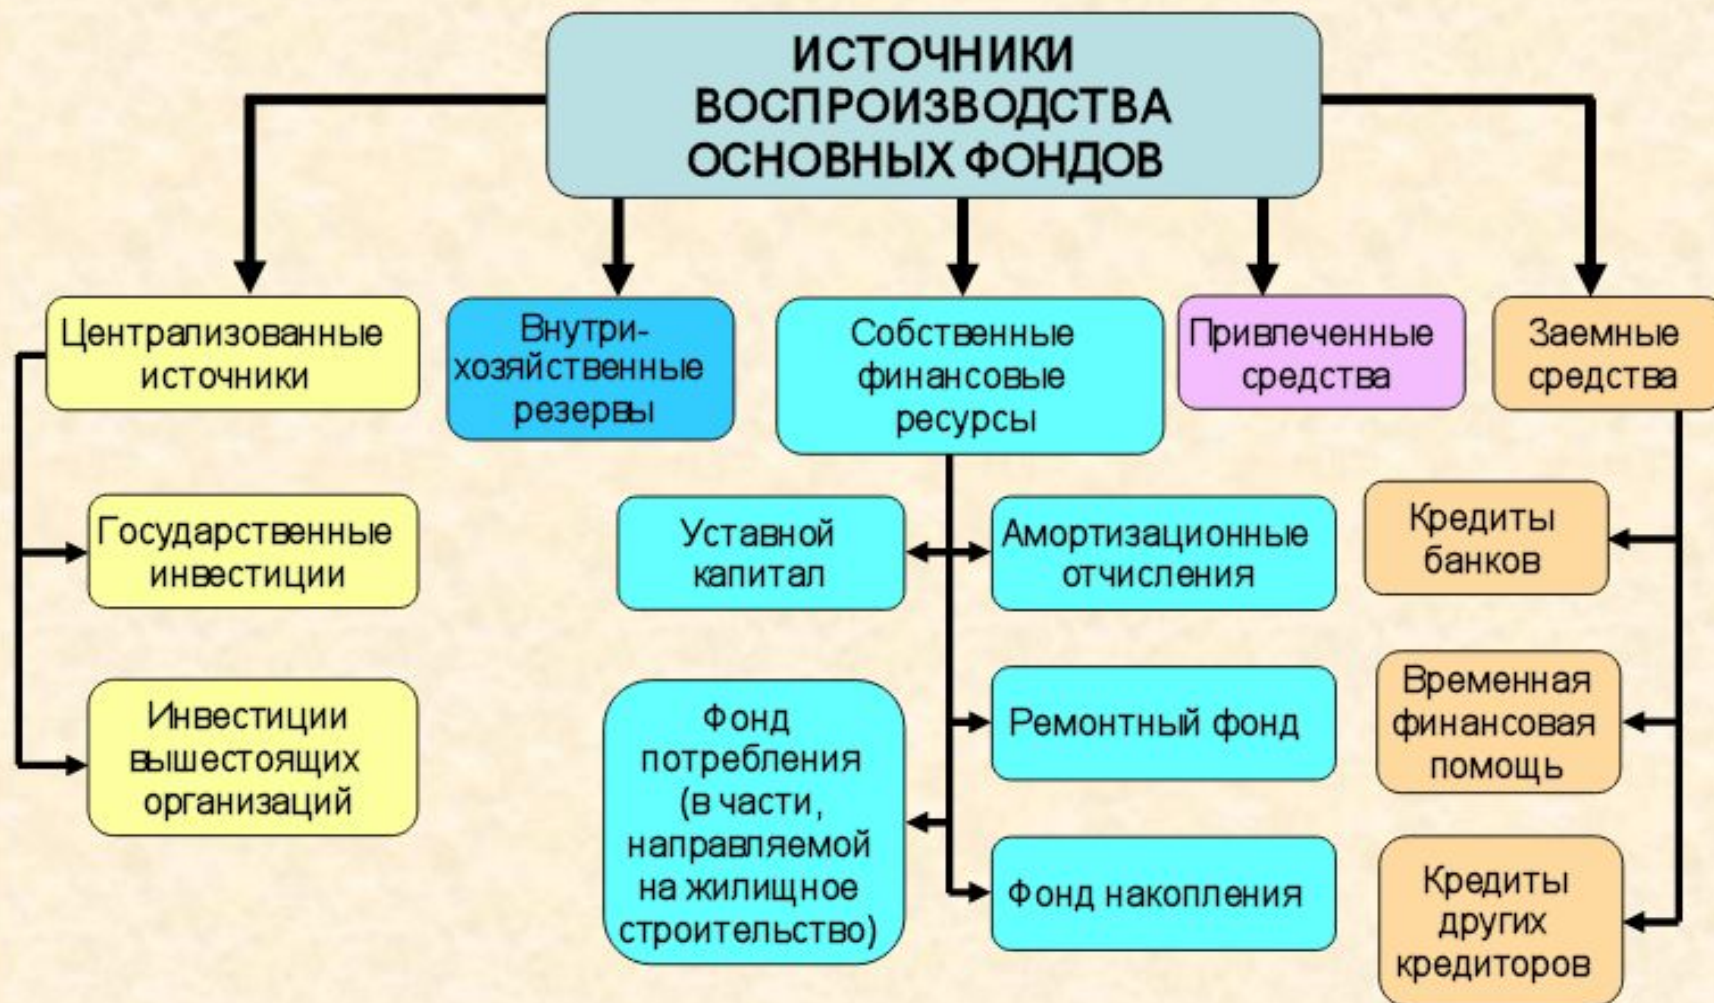 ИСТОЧНИКИ
ВОСПРОИЗВОДСТВА
ОСНОВНЫХ ФОНДОВ
Централизованные
источники
Внутри-
хозяйственные
резервы
Собственные
финансовые
ресурсы
Привлеченные
средства
Заемные
средства
Государственные
инвестиции
Инвестиции
вышестоящих
организаций
Уставной
капитал
Фонд
потребления
(в части,
направляемой
на жилищное
строительство)
Амортизационные
отчисления
Ремонтный фонд
Фонд накопления
Кредиты
банков
Временная
финансовая
помощь
Кредиты
других
кредиторов